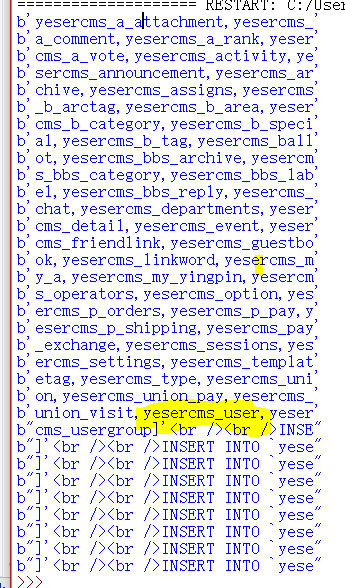 ==================== RESTART: C:/User
b' yesercms_a_attachment, yesercms_'
b'a_comment, yesercms_a_rank, yeser'
b'cms_a_vote, yesercms_activity, ye'
b'sercms_announcement, yesercms_ar'
b'chive, yesercms_assigns, yesercms'
b'_b_arctag, yesercms_b_area, yeser'
b'cms_b_category, yesercms_b_speci'
b'al, yesercms_b_tag, yesercms_ball'
b'ot, yesercms_bbs_archive, yesercm'
b's_bbs_category, yesercms_bbs_lab'
b'el, yesercms_bbs_reply, yesercms_'
b'chat, yesercms_departments, yeser'
b'cms_detail, yesercms_event, yeser'
b'cms_friendlink, yesercms_guestbo'
b'ok, yesercms_linkword, yesercms_m'
b'y_a, yesercms_my_yingpin, yesercm'
b's_operators, yesercms_option, yes'
b'ercms_p_orders, yesercms_p_pay, y'
b'esercms_p_shipping, yesercms_pay'
b'_exchange, yesercms_sessions, yes'
b'ercms_settings, yesercms_templat'
b'etag, yesercms_type, yesercms_uni'
b'on, yesercms_union_pay, yesercms_'
b'union_visit, yesercms_user, yeser'
b"cms_usergroup]'<br /><br />INSE"
b"]'<br /><br />INSERT INTO `yese"
b"]'<br /><br />INSERT INTO `yese"
b"]'<br /><br />INSERT INTO `yese"
b"]'<br /><br />INSERT INTO `yese"
b"]'<br /><br />INSERT INTO `yese"
b"]'<br /><br />INSERT INTO `yese"
b"]'<br /><br />INSERT INTO `yese"
b"]'<br /><br />INSERT INTO `yese"
>>>